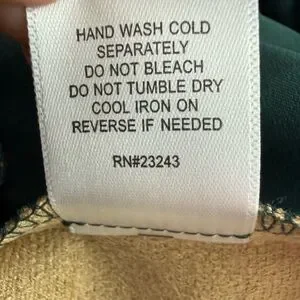 HAND WASH COLD
SEPARATELY
DO NOT BLEACH
DO NOT TUMBLE DRY
COOL IRON ON
REVERSE IF NEEDED
RN#23243